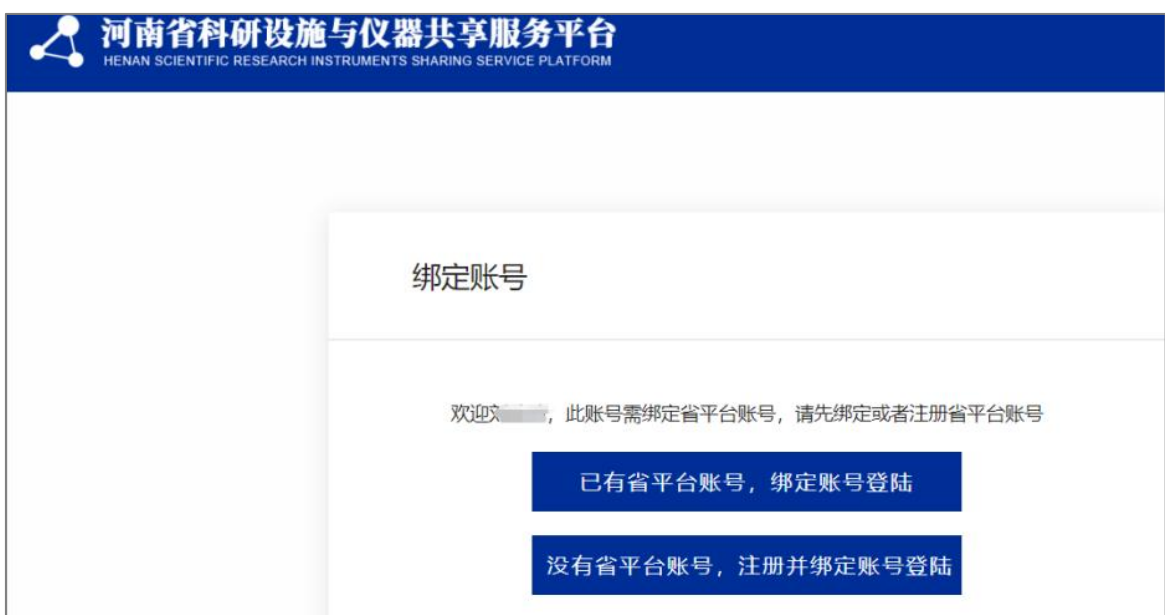 河南省科研设施与仪器共享服务平台
HENAN SCIENTIFIC RESEARCH INSTRUMENTS SHARING SERVICE PLATFORM
绑定账号
欢迎，此账号需绑定省平台账号，请先绑定或者注册省平台账号
已有省平台账号，绑定账号登陆
没有省平台账号，注册并绑定账号登陆